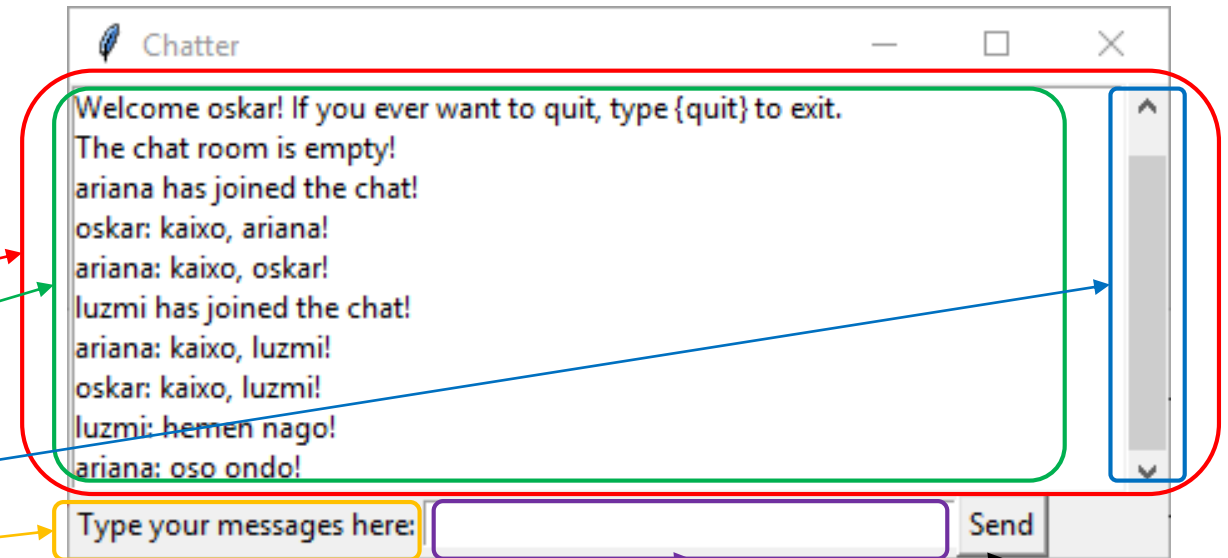 Chatter
Welcome oskar! If you ever want to quit, type {quit} to exit.
The chat room is empty!
ariana has joined the chat!
oskar: kaixo, ariana!
ariana: kaixo, oskar!
luzmi has joined the chat!
ariana: kaixo, luzmi!
oskar: kaixo, luzmi!
luzmi: hemen nago!
ariana: oso ondo!
Type your messages here:
Send